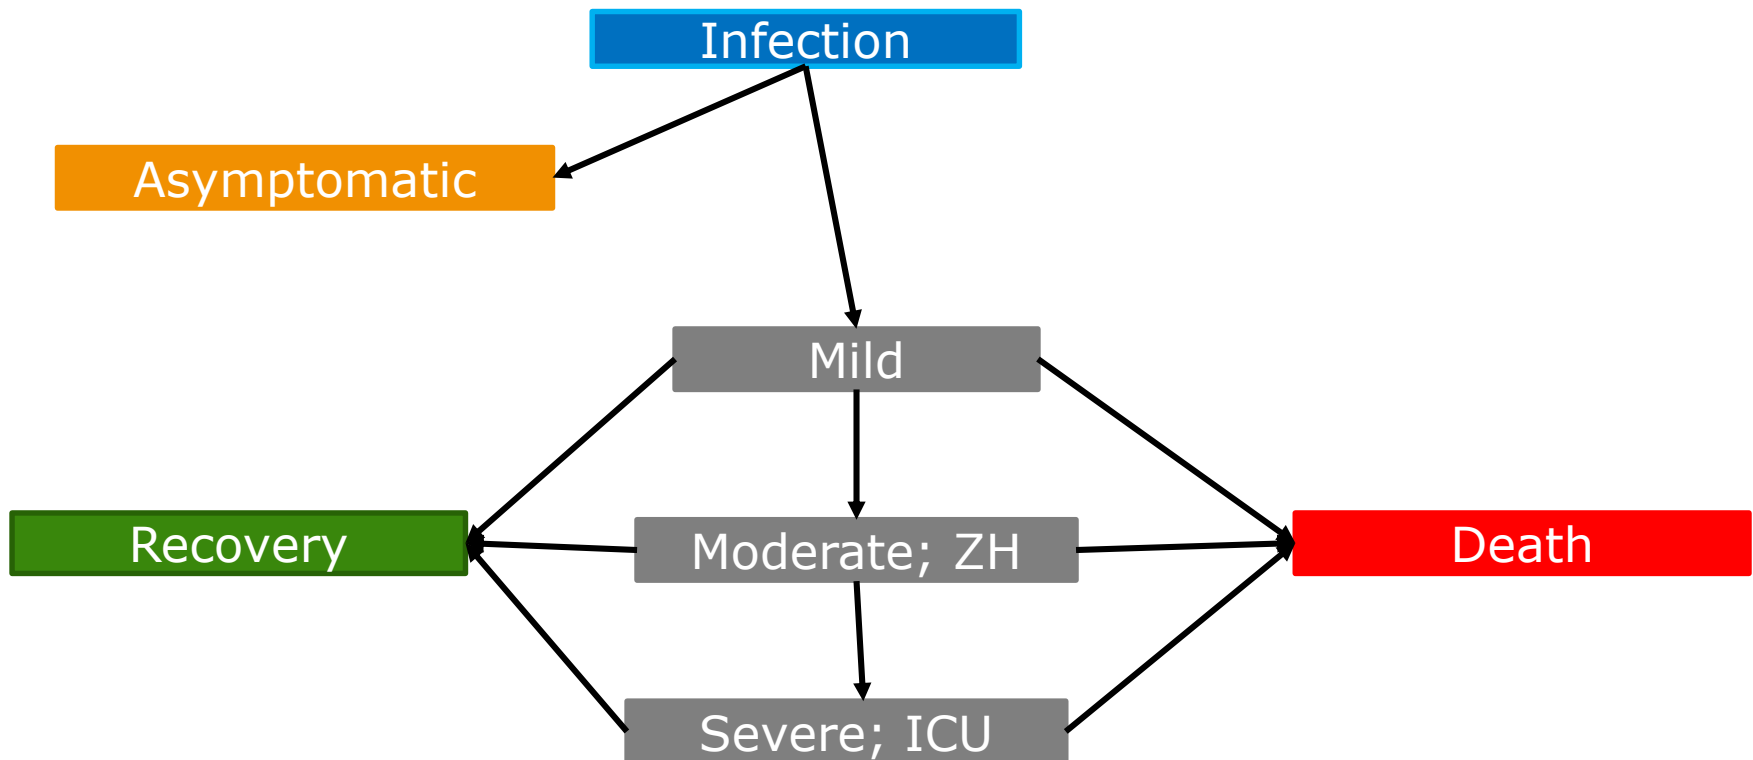 Infection
Asymptomatic
Mild
Recovery
Moderate; ZH
Death
Severe; ICU